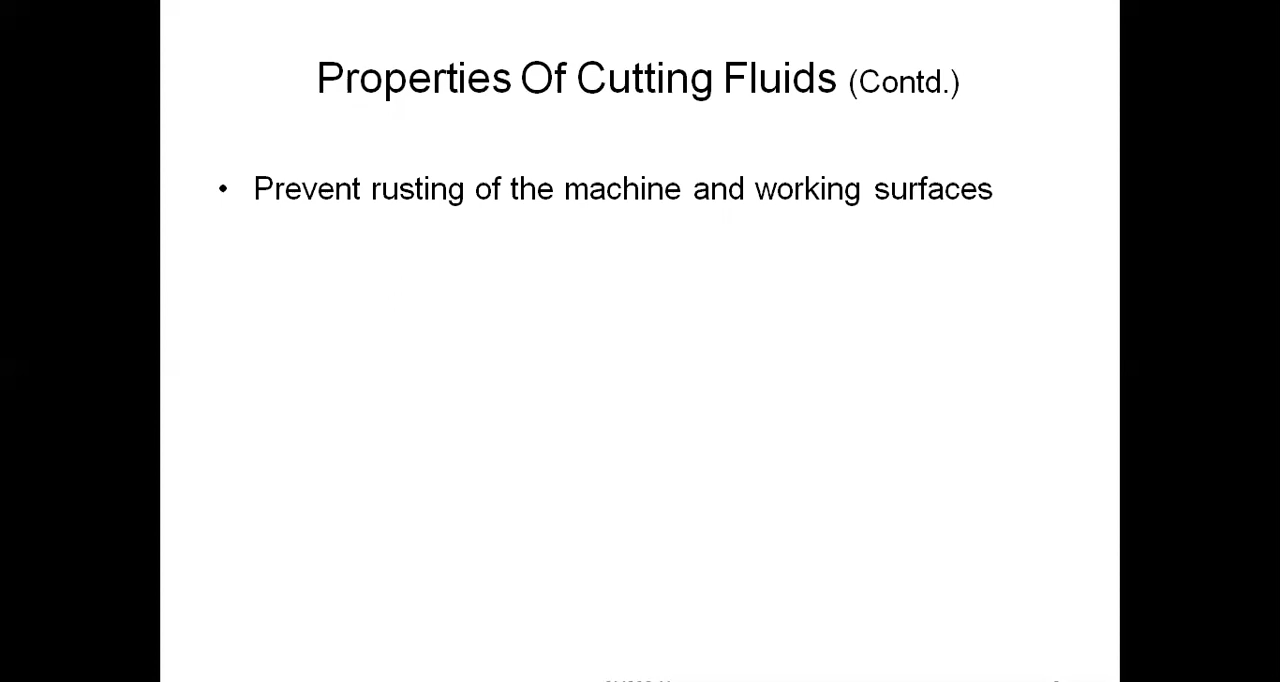 Properties Of Cutting Fluids (Contd.)
• Prevent rusting of the machine and working surfaces